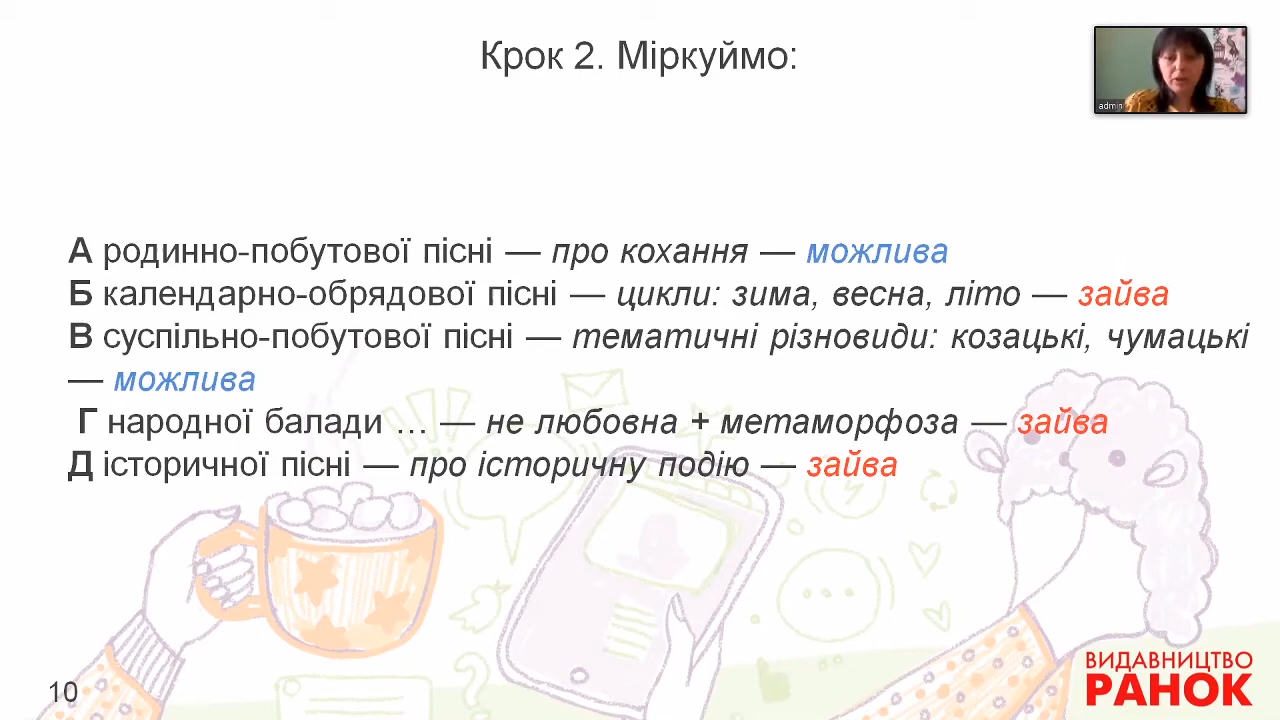 Крок 2. Міркуймо:
admin
А родинно-побутової пісні — про кохання — можлива
Б календарно-обрядової пісні — цикли: зима, весна, літо — зайва
В суспільно-побутової пісні — тематичні різновиди: козацькі, чумацькі
— можлива
Г народної балади ... — не любовна + метаморфоза — зайва
Д історичної пісні — про історичну подію — зайва
10
ВИДАВНИЦТВО
РАНОК